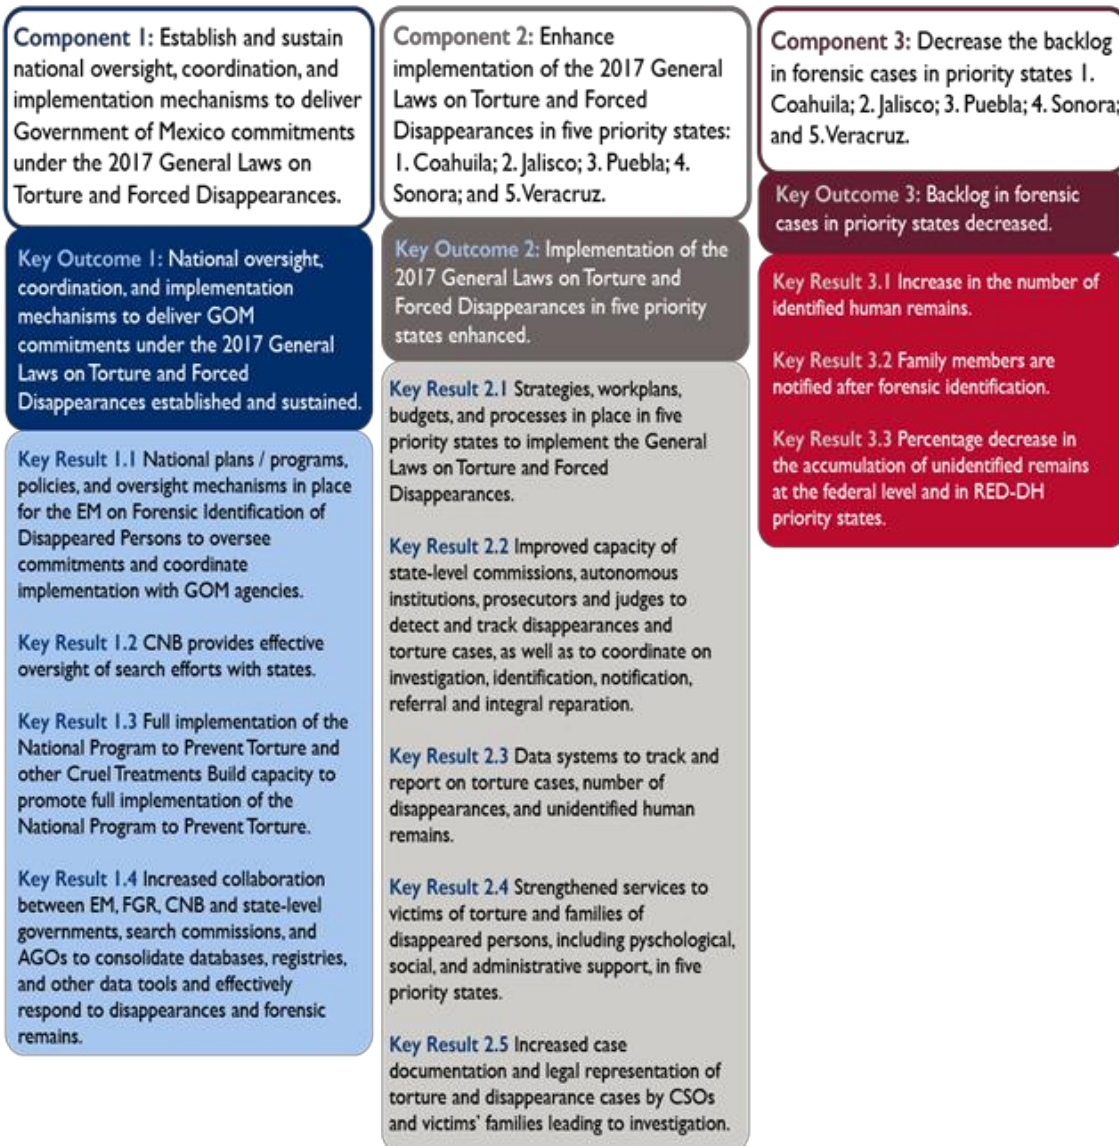 Component 1: Establish and sustain
national oversight, coordination, and
implementation mechanisms to deliver
Government of Mexico commitments
under the 2017 General Laws on
Torture and Forced Disappearances.
Key Outcome 1: National oversight,
coordination, and implementation
mechanisms to deliver GOM
commitments under the 2017 General
Laws on Torture and Forced
Disappearances established and sustained.
Key Result 1.1 National plans / programs,
policies, and oversight mechanisms in place
for the EM on Forensic Identification of
Disappeared Persons to oversee
commitments and coordinate
implementation with GOM agencies.
Key Result 1.2 CNB provides effective
oversight of search efforts with states.
Key Result 1.3 Full implementation of the
National Program to Prevent Torture and
other Cruel Treatments Build capacity to
promote full implementation of the
National Program to Prevent Torture.
Key Result 1.4 Increased collaboration
between EM, FGR, CNB and state-level
governments, search commissions, and
AGOs to consolidate databases, registries,
and other data tools and effectively
respond to disappearances and forensic
remains.
Component 2: Enhance
implementation of the 2017 General
Laws on Torture and Forced
Disappearances in five priority states:
1. Coahuila; 2. Jalisco; 3. Puebla; 4.
Sonora; and 5. Veracruz.
Key Outcome 2: Implementation of the
2017 General Laws on Torture and
Forced Disappearances in five priority
states enhanced.
Key Result 2.1 Strategies, workplans,
budgets, and processes in place in five
priority states to implement the General
Laws on Torture and Forced
Disappearances.
Key Result 2.2 Improved capacity of
state-level commissions, autonomous
institutions, prosecutors and judges to
detect and track disappearances and
torture cases, as well as to coordinate on
investigation, identification, notification,
referral and integral reparation.
Key Result 2.3 Data systems to track and
report on torture cases, number of
disappearances, and unidentified human
remains.
Key Result 2.4 Strengthened services to
victims of torture and families of
disappeared persons, including pyschological,
social, and administrative support, in five
priority states.
Key Result 2.5 Increased case
documentation and legal representation of
torture and disappearance cases by CSOs
and victims' families leading to investigation.
Component 3: Decrease the backlog
in forensic cases in priority states 1.
Coahuila; 2. Jalisco; 3. Puebla; 4. Sonora;
and 5. Veracruz.
Key Outcome 3: Backlog in forensic
cases in priority states decreased.
Key Result 3.1 Increase in the number of
identified human remains.
Key Result 3.2 Family members are
notified after forensic identification.
Key Result 3.3 Percentage decrease in
the accumulation of unidentified remains
at the federal level and in RED-DH
priority states.